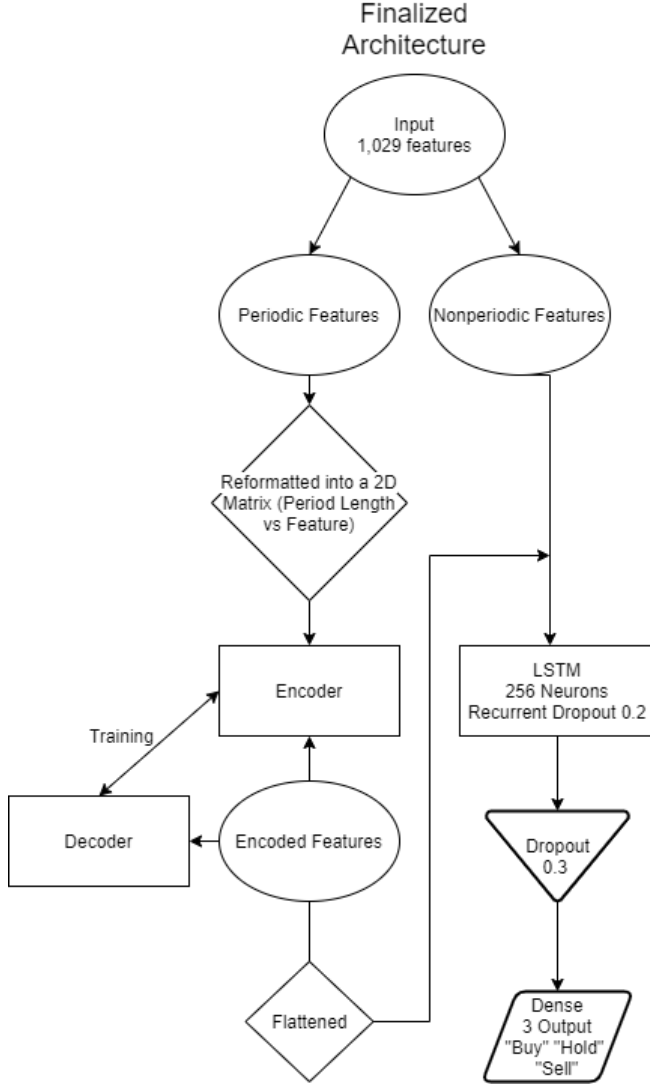 Finalized
Architecture
Input
1,029 features
Periodic Features
Nonperiodic Features
Reformatted into a 2D
Matrix (Period Length
vs Feature)
Encoder
LSTM
256 Neurons
Recurrent Dropout 0.2
Training
Decoder
Encoded Features
Dropout
0.3
Flattened
Dense
3 Output
"Buy" "Hold"
"Sell"